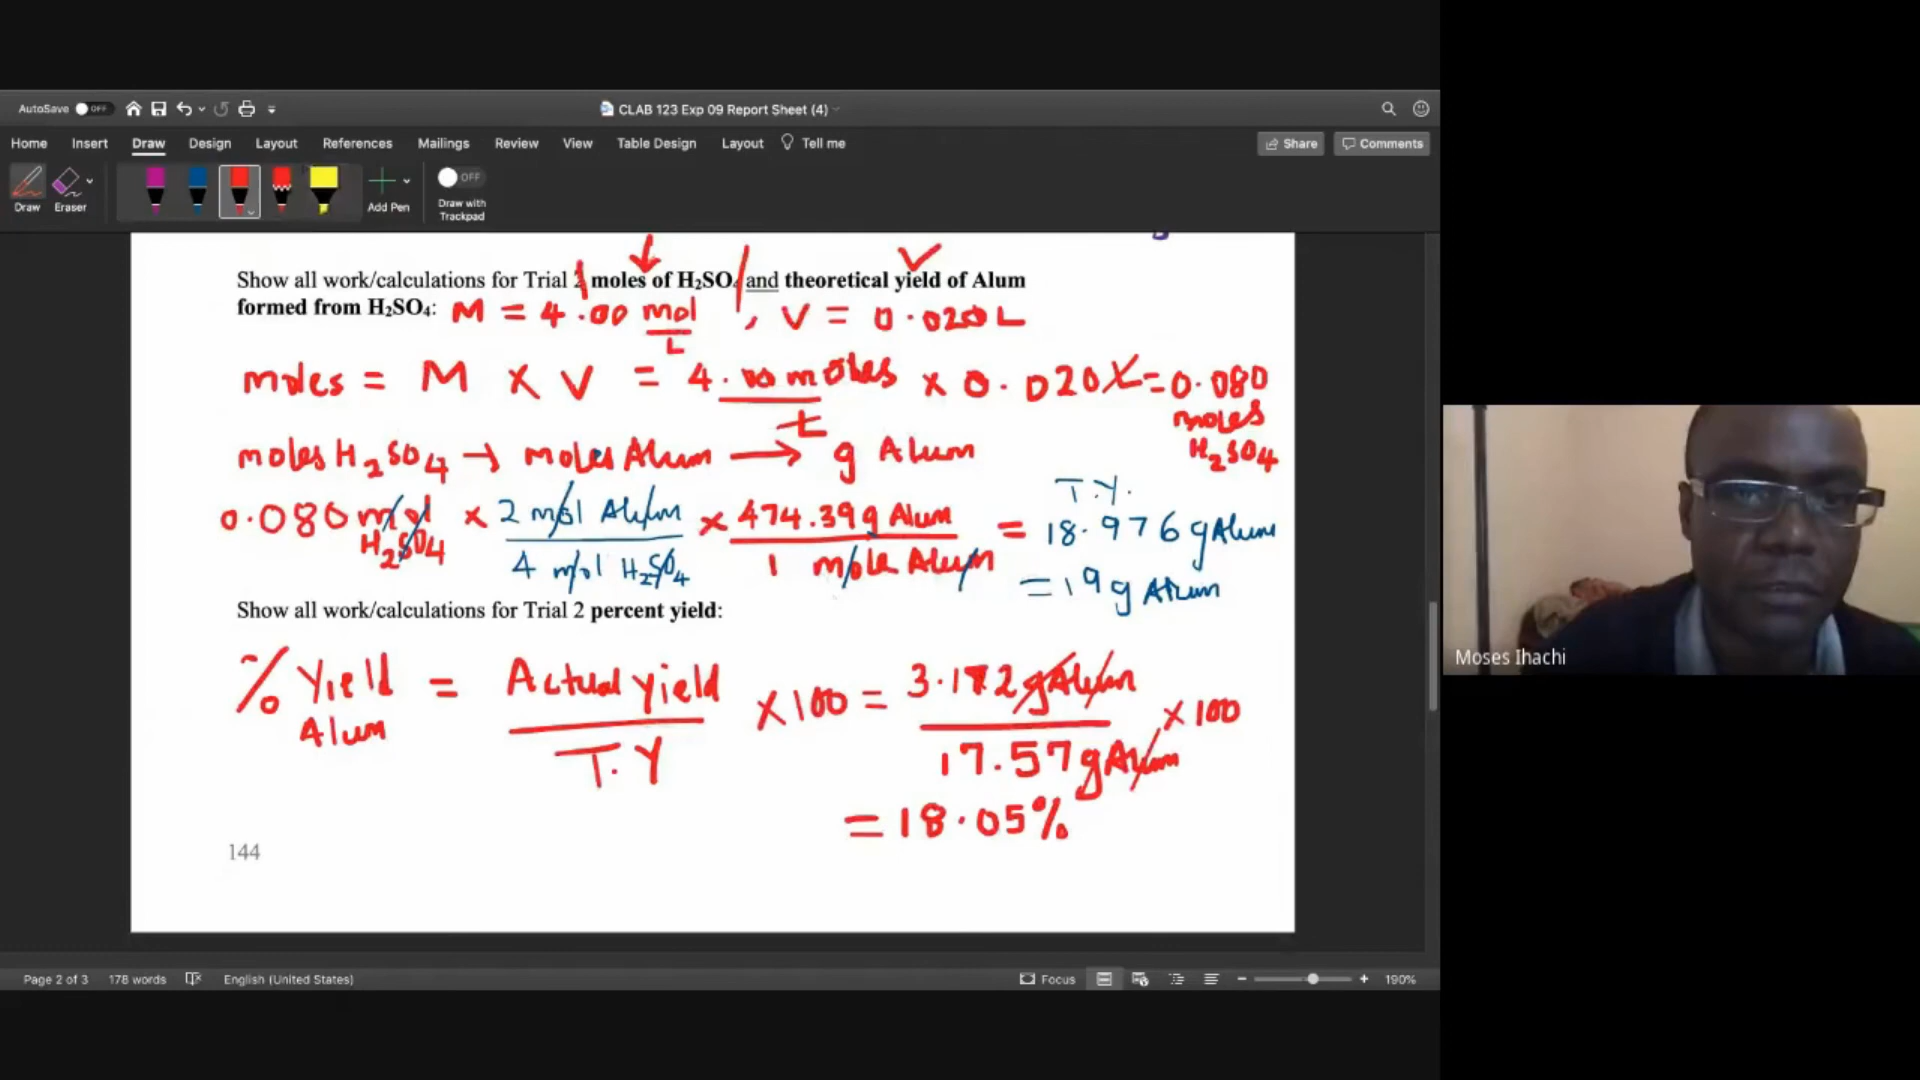 AutoSave OFF CLAB 123 Exp 09 Report Sheet (4)
Home Insert Draw Design Layout References Mailings Review View Table Design Layout Tell me Share Comments
Draw Eraser Add Pen OFF Draw with Trackpad
Show all work/calculations for Trial 2 moles of H₂SO₄ and theoretical yield of Alum
formed from H₂SO₄: M = 4.00 mol/L , V = 0.020 L
moles = M × V = 4.00 moles/L × 0.020 L = 0.080 moles H₂SO₄
moles H₂SO₄ → moles Alum → g Alum
T.Y.
0.080 mol H₂SO₄ × 2 mol Alum / 4 mol H₂SO₄ × 474.39 g Alum / 1 mole Alum = 18.976 g Alum
= 19 g Alum
Show all work/calculations for Trial 2 percent yield:
% Yield Alum = Actual yield / T.Y × 100 = 3.172 g Alum / 17.57 g Alum × 100
= 18.05%
144
Moses Ihachi
Page 2 of 3 178 words English (United States) Focus 190%